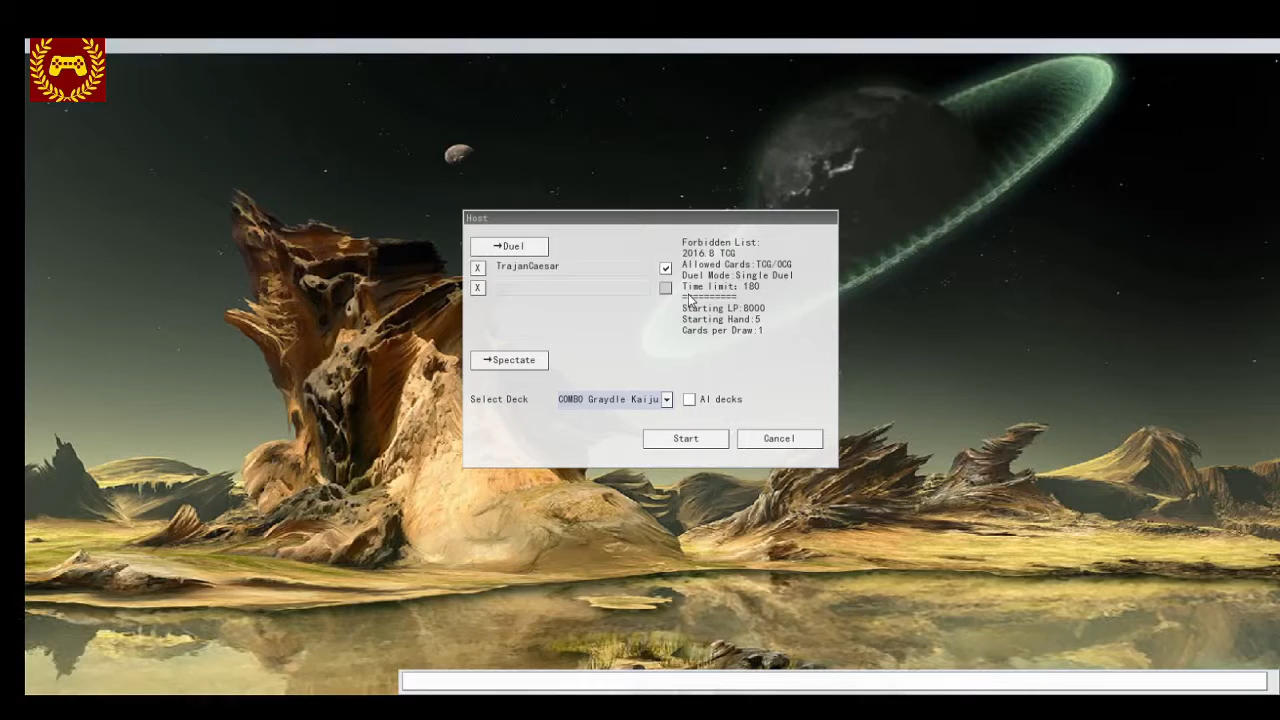 Host
→Duel
X TrajanCaesar
X
Forbidden List:
2016.8 TCG
Allowed Cards:TCG/OCG
Duel Mode:Single Duel
Time limit: 180
==========
Starting LP:8000
Starting Hand:5
Cards per Draw:1
→Spectate
Select Deck COMBO Graydle Kaiju AI decks
Start Cancel